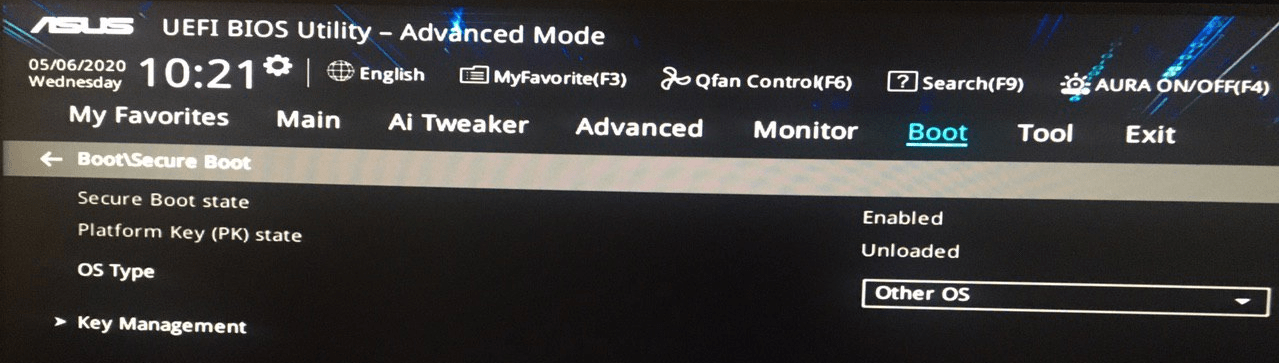 ASUS UEFI BIOS Utility – Advanced Mode
05/06/2020
Wednesday
10:21
English MyFavorite(F3) Qfan Control(F6) ? Search(F9) AURA ON/OFF(F4)
My Favorites Main Ai Tweaker Advanced Monitor Boot Tool Exit
← Boot\Secure Boot
Secure Boot state Enabled
Platform Key (PK) state Unloaded
OS Type Other OS
> Key Management